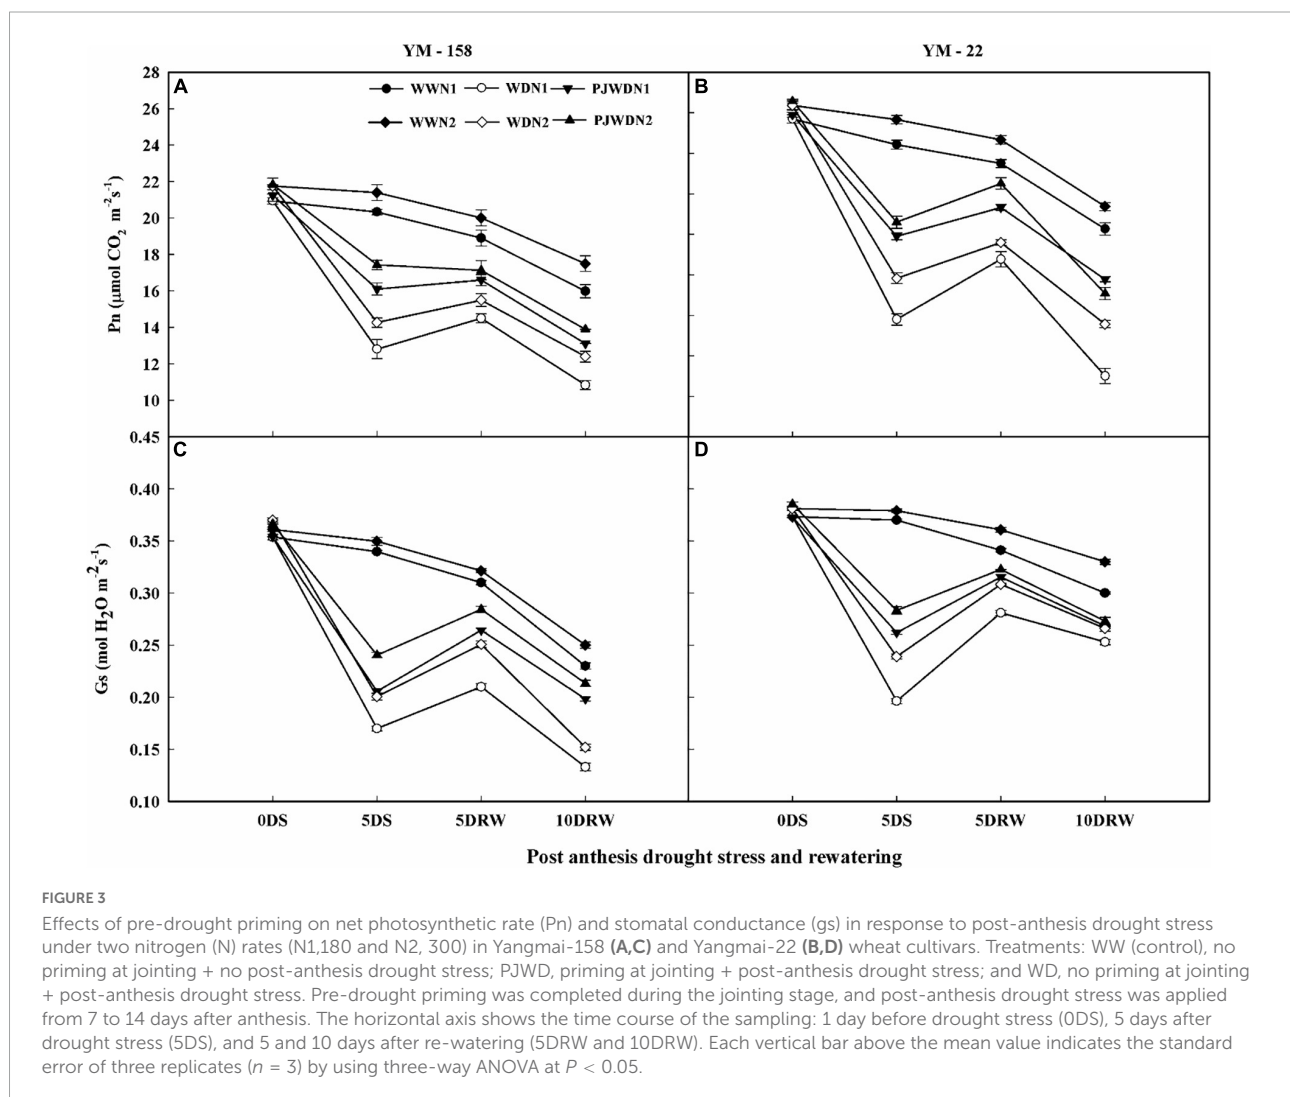 YM - 158
YM - 22
A
B
WWN1
WDN1
PJWDN1
WWN2
WDN2
PJWDN2
28
26
24
22
20
18
16
14
12
10
Pn (µmol CO2 m-2s-1)
C
D
0.45
0.40
0.35
0.30
0.25
0.20
0.15
0.10
Gs (mol H2O m-2s-1)
0DS
5DS
5DRW
10DRW
0DS
5DS
5DRW
10DRW
Post anthesis drought stress and rewatering
FIGURE 3
Effects of pre-drought priming on net photosynthetic rate (Pn) and stomatal conductance (gs) in response to post-anthesis drought stress
under two nitrogen (N) rates (N1,180 and N2, 300) in Yangmai-158 (A,C) and Yangmai-22 (B,D) wheat cultivars. Treatments: WW (control), no
priming at jointing + no post-anthesis drought stress; PJWD, priming at jointing + post-anthesis drought stress; and WD, no priming at jointing
+ post-anthesis drought stress. Pre-drought priming was completed during the jointing stage, and post-anthesis drought stress was applied
from 7 to 14 days after anthesis. The horizontal axis shows the time course of the sampling: 1 day before drought stress (0DS), 5 days after
drought stress (5DS), and 5 and 10 days after re-watering (5DRW and 10DRW). Each vertical bar above the mean value indicates the standard
error of three replicates (n = 3) by using three-way ANOVA at P < 0.05.